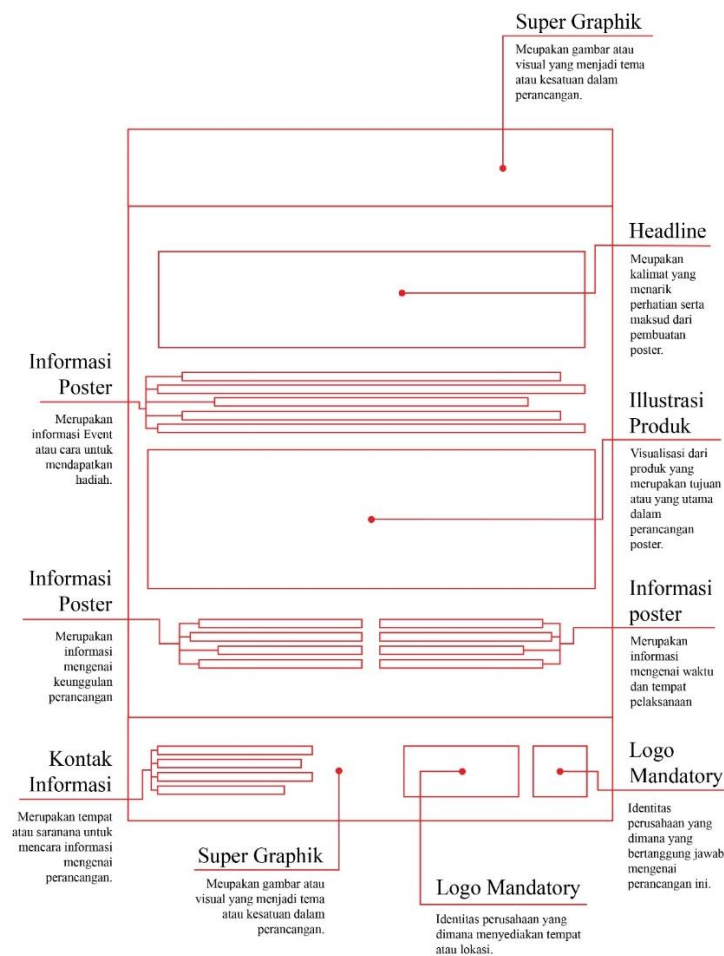 Super Graphik
Meupakan gambar atau
visual yang menjadi tema
atau kesatuan dalam
perancangan.
Headline
Meupakan
kalimat yang
menarik
perhatian serta
maksud dari
pembuatan
poster.
Informasi
Poster
Merupakan
informasi Event
atau cara untuk
mendapatkan
hadiah.
Illustrasi
Produk
Visualisasi dari
produk yang
merupakan tujuan
atau yang utama
dalam
perancangan
poster.
Informasi
Poster
Merupakan
informasi
mengenai
keunggulan
perancangan
Informasi
poster
Merupakan
informasi
mengenai waktu
dan tempat
pelaksanaan
Kontak
Informasi
Merupakan tempat
atau saranana untuk
mencara informasi
mengenai
perancangan.
Super Graphik
Meupakan gambar atau
visual yang menjadi tema
atau kesatuan dalam
perancangan.
Logo Mandatory
Identitas perusahaan yang
dimana menyediakan tempat
atau lokasi.
Logo
Mandatory
Identitas
perusahaan yang
dimana yang
bertanggung jawab
mengenai
perancangan ini.